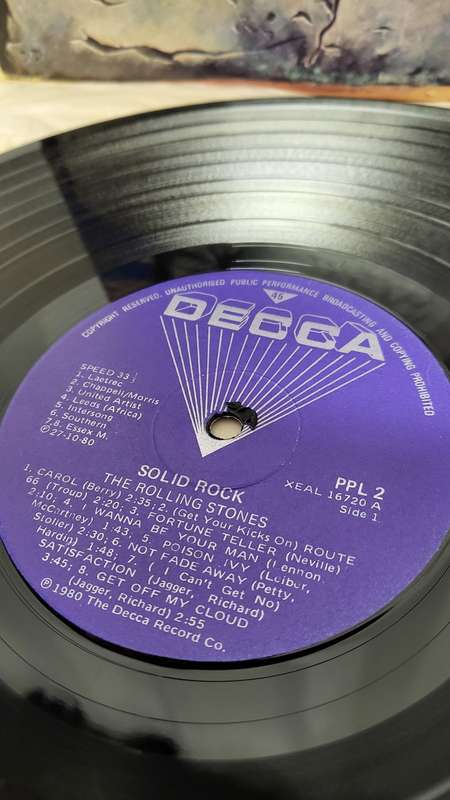 COPYRIGHT RESERVED. UNAUTHORISED PUBLIC PERFORMANCE BROADCASTING AND COPYING PROHIBITED
45
DECCA
SPEED 33⅓
1. Laetrec
2. Chappell/Morris
3. United Artist
4. Leeds (Africa)
5. Intersong
6. Southern
7,8. Essex M.
℗27-10-80
PPL 2
XEAL 16720 A
Side 1
SOLID ROCK
THE ROLLING STONES
1. CAROL (Berry) 2:35; 2. (Get Your Kicks On) ROUTE
66 (Troup) 2:20; 3. FORTUNE TELLER (Neville)
2:10, 4. I WANNA BE YOUR MAN (Lennon
McCartney) 1:43, 5. POISON IVY (Leiber,
Stoller) 2:30; 6. NOT FADE AWAY (Petty,
Hardin) 1:48; 7. ( I Can't Get No)
SATISFACTION (Jagger, Richard)
3:45; 8. GET OFF MY CLOUD
(Jagger, Richard) 2:55
℗1980 The Decca Record Co.